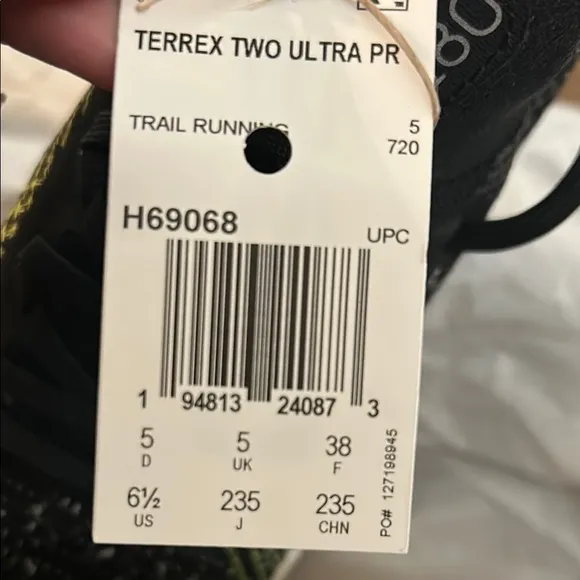 TERREX TWO ULTRA PR
TRAIL RUNNING 5
720
H69068
UPC
1 94813 24087 3
5 5 38
D UK F
6½ 235 235
US J CHN
PO# 127198945